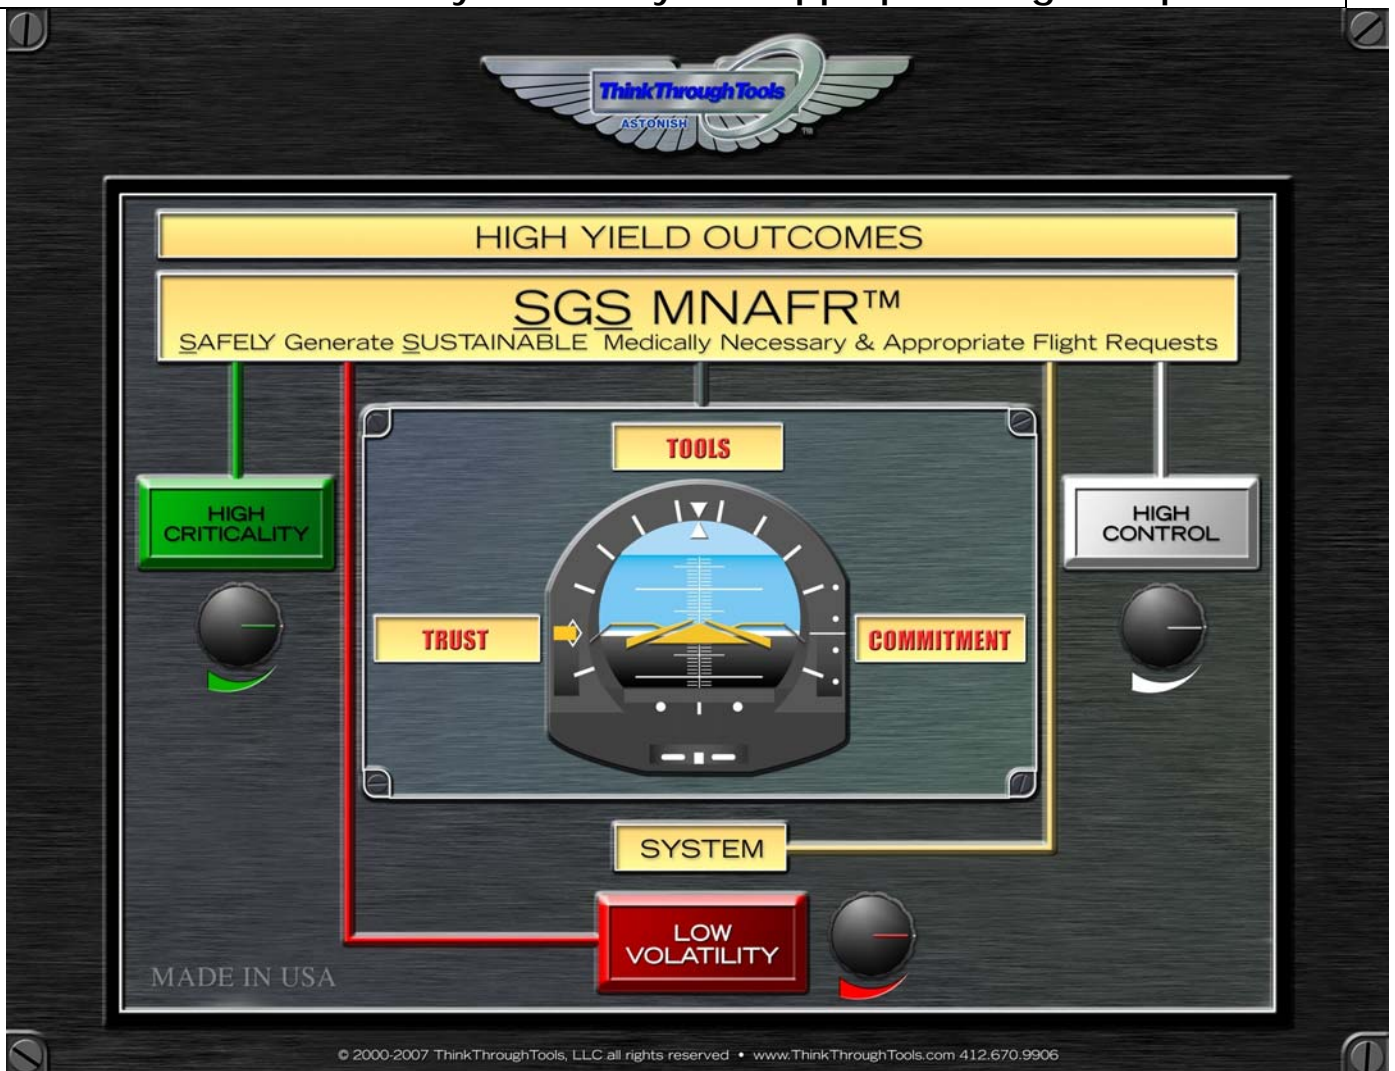 ThinkThroughTools
ASTONISH
™
HIGH YIELD OUTCOMES
SGS MNAFR™
SAFELY Generate SUSTAINABLE Medically Necessary & Appropriate Flight Requests
TOOLS
HIGH
CRITICALITY
HIGH
CONTROL
TRUST
COMMITMENT
SYSTEM
LOW
VOLATILITY
MADE IN USA
© 2000-2007 ThinkThroughTools, LLC all rights reserved • www.ThinkThroughTools.com 412.670.9906